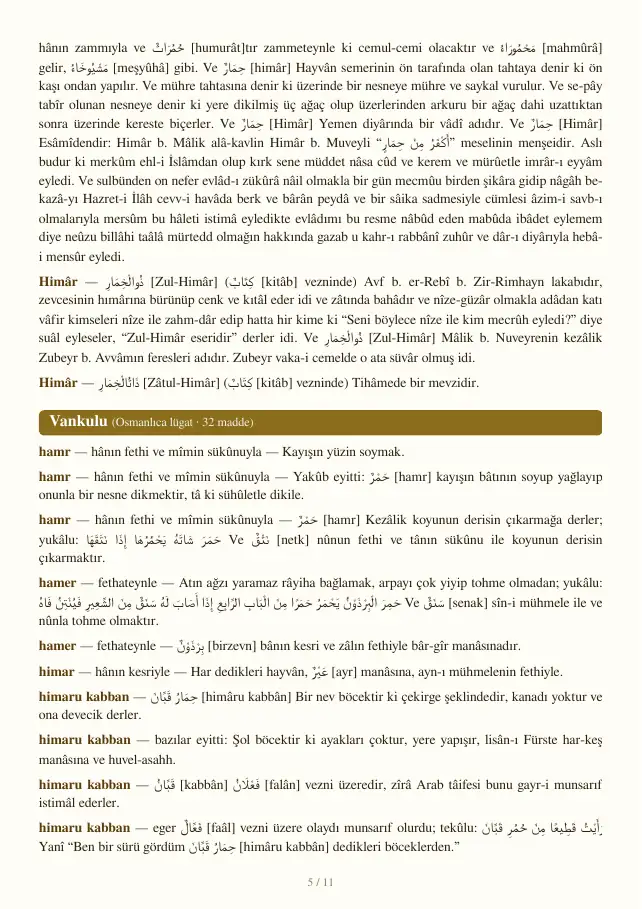 hânın zammıyla ve حُمُرَاتٌ [humurât]tır zammeteynle ki cemul-cemi olacaktır ve مَحْمُورَاءُ [mahmûrâ]
gelir, مَشْيُوخَاءُ [meşyûhâ] gibi. Ve حِمَارٌ [himâr] Hayvân semerinin ön tarafında olan tahtaya denir ki ön
kaşı ondan yapılır. Ve mühre tahtasına denir ki üzerinde bir nesneye mühre ve saykal vurulur. Ve se-pây
tabîr olunan nesneye denir ki yere dikilmiş üç ağaç olup üzerlerinden arkuru bir ağaç dahi uzattıktan
sonra üzerinde kereste biçerler. Ve حِمَارٌ [Himâr] Yemen diyârında bir vâdî adıdır. Ve حِمَارٌ [Himâr]
Esâmîdendir: Himâr b. Mâlik alâ-kavlin Himâr b. Muveyli “أَكْفَرُ مِنْ حِمَارٍ” meselinin menşeidir. Aslı
budur ki merkûm ehl-i İslâmdan olup kırk sene müddet nâsa cûd ve kerem ve mürûetle imrâr-ı eyyâm
eyledi. Ve sulbünden on nefer evlâd-ı zükûrâ nâil olmakla bir gün mecmûu birden şikâra gidip nâgâh be-
kazâ-yı Hazret-i İlâh cevv-i havâda berk ve bârân peydâ ve bir sâika sadmesiyle cümlesi âzim-i savb-ı
olmalarıyla mersûm bu hâleti istimâ eyledikte evlâdımı bu resme nâbûd eden mabûda ibâdet eylemem
diye neûzu billâhi taâlâ mürtedd olmağın hakkında gazab u kahr-ı rabbânî zuhûr ve dâr-ı diyârıyla hebâ-
i mensûr eyledi.
Himâr — ذُوالْخِمَارِ [Zul-Himâr] (كِتَابٌ [kitâb] vezninde) Avf b. er-Rebî b. Zir-Rimhayn lakabıdır,
zevcesinin hımârına bürünüp cenk ve kıtâl eder idi ve zâtında bahâdır ve nîze-güzâr olmakla adâdan katı
vâfir kimseleri nîze ile zahm-dâr edip hatta hir kime ki “Seni böylece nîze ile kim mecrûh eyledi?” diye
suâl eyleseler, “Zul-Himâr eseridir” derler idi. Ve ذُوالْخِمَارِ [Zul-Himâr] Mâlik b. Nuveyrenin kezâlik
Zubeyr b. Avvâmın feresleri adıdır. Zubeyr vaka-i cemelde o ata süvâr olmuş idi.
Himâr — ذَاتُالْخِمَارِ [Zâtul-Himâr] (كِتَابٌ [kitâb] vezninde) Tihâmede bir mevzidir.
Vankulu (Osmanlıca lügat · 32 madde)
hamr — hânın fethi ve mîmin sükûnuyla — Kayışın yüzin soymak.
hamr — hânın fethi ve mîmin sükûnuyla — Yakûb eyitti: حَمْرٌ [hamr] kayışın bâtının soyup yağlayıp
onunla bir nesne dikmektir, tâ ki sühûletle dikile.
hamr — hânın fethi ve mîmin sükûnuyla — حَمْرٌ [hamr] Kezâlik koyunun derisin çıkarmağa derler;
yukâlu: حَمَرَ شَاتَهُ يَحْمُرُهَا إِذَا نَتَقَهَا Ve نَتْقٌ [netk] nûnun fethi ve tânın sükûnu ile koyunun derisin
çıkarmaktır.
hamer — fethateynle — Atın ağzı yaramaz râyiha bağlamak, arpayı çok yiyip tohme olmadan; yukâlu:
حَمِرَ الْبِرْذَوْنُ يَحْمَرُ حَمَرًا مِنَ الْبَابِ الرَّابِعِ إِذَا أَصَابَ لَهُ سَنَقٌ مِنَ الشَّعِيرِ فَيُنْتِنُ فَاهُ Ve سَنَقٌ [senak] sîn-i mühmele ile ve
nûnla tohme olmaktır.
hamer — fethateynle — بِرْذَوْنٌ [birzevn] bânın kesri ve zâlın fethiyle bâr-gîr manâsınadır.
himar — hânın kesriyle — Har dedikleri hayvân, عَيْرٌ [ayr] manâsına, ayn-ı mühmelenin fethiyle.
himaru kabban — حِمَارُ قَبَّانَ [himâru kabbân] Bir nev böcektir ki çekirge şeklindedir, kanadı yoktur ve
ona devecik derler.
himaru kabban — bazılar eyitti: Şol böcektir ki ayakları çoktur, yere yapışır, lisân-ı Fürste har-keş
manâsına ve huvel-asahh.
himaru kabban — قَبَّانُ [kabbân] فَعْلَانُ [falân] vezni üzeredir, zîrâ Arab tâifesi bunu gayr-i munsarıf
istimâl ederler.
himaru kabban — eger فَعَّالٌ [faâl] vezni üzere olaydı munsarıf olurdu; tekûlu: رَأَيْتُ قَطِيعًا مِنْ حُمُرِ قَبَّانَ
Yanî “Ben bir sürü gördüm حِمَارُ قَبَّانَ [himâru kabbân] dedikleri böceklerden.”
5 / 11